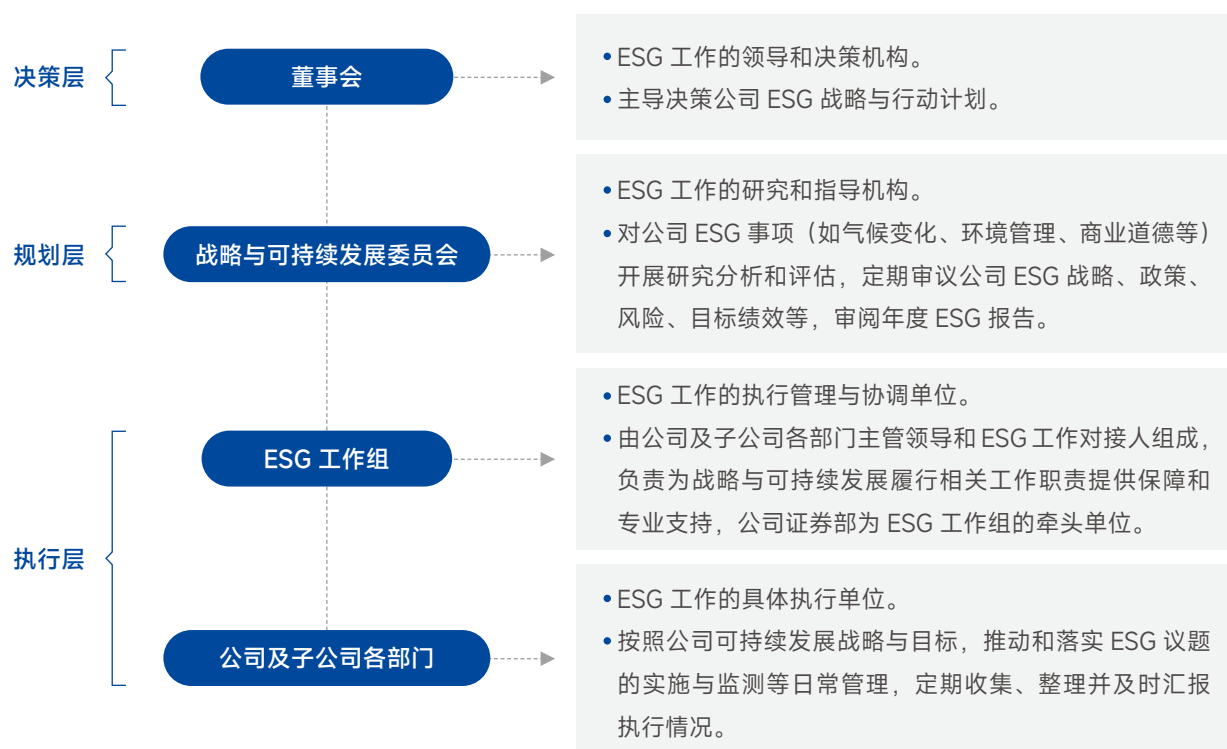 决策层
董事会
• ESG 工作的领导和决策机构。
• 主导决策公司 ESG 战略与行动计划。
规划层
战略与可持续发展委员会
• ESG 工作的研究和指导机构。
• 对公司 ESG 事项（如气候变化、环境管理、商业道德等）
开展研究分析和评估，定期审议公司 ESG 战略、政策、
风险、目标绩效等，审阅年度 ESG 报告。
执行层
ESG 工作组
• ESG 工作的执行管理与协调单位。
• 由公司及子公司各部门主管领导和 ESG 工作对接人组成，
负责为战略与可持续发展履行相关工作职责提供保障和
专业支持，公司证券部为 ESG 工作组的牵头单位。
公司及子公司各部门
• ESG 工作的具体执行单位。
• 按照公司可持续发展战略与目标，推动和落实 ESG 议题
的实施与监测等日常管理，定期收集、整理并及时汇报
执行情况。